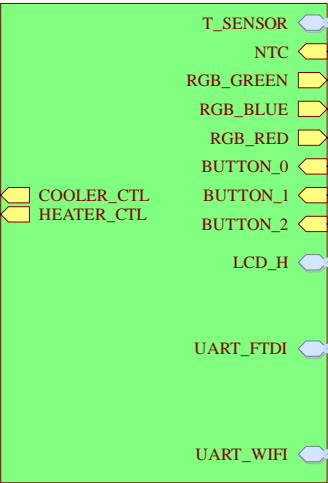 T_SENSOR
NTC
RGB_GREEN
RGB_BLUE
RGB_RED
BUTTON_0
COOLER_CTL
BUTTON_1
HEATER_CTL
BUTTON_2
LCD_H
UART_FTDI
UART_WIFI